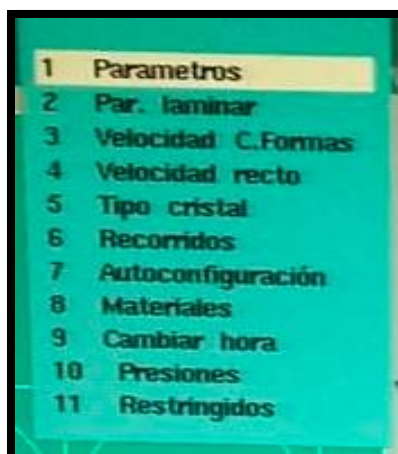 1 Parametros
2 Par. laminar
3 Velocidad C.Formas
4 Velocidad recto
5 Tipo cristal
6 Recorridos
7 Autoconfiguración
8 Materiales
9 Cambiar hora
10 Presiones
11 Restringidos